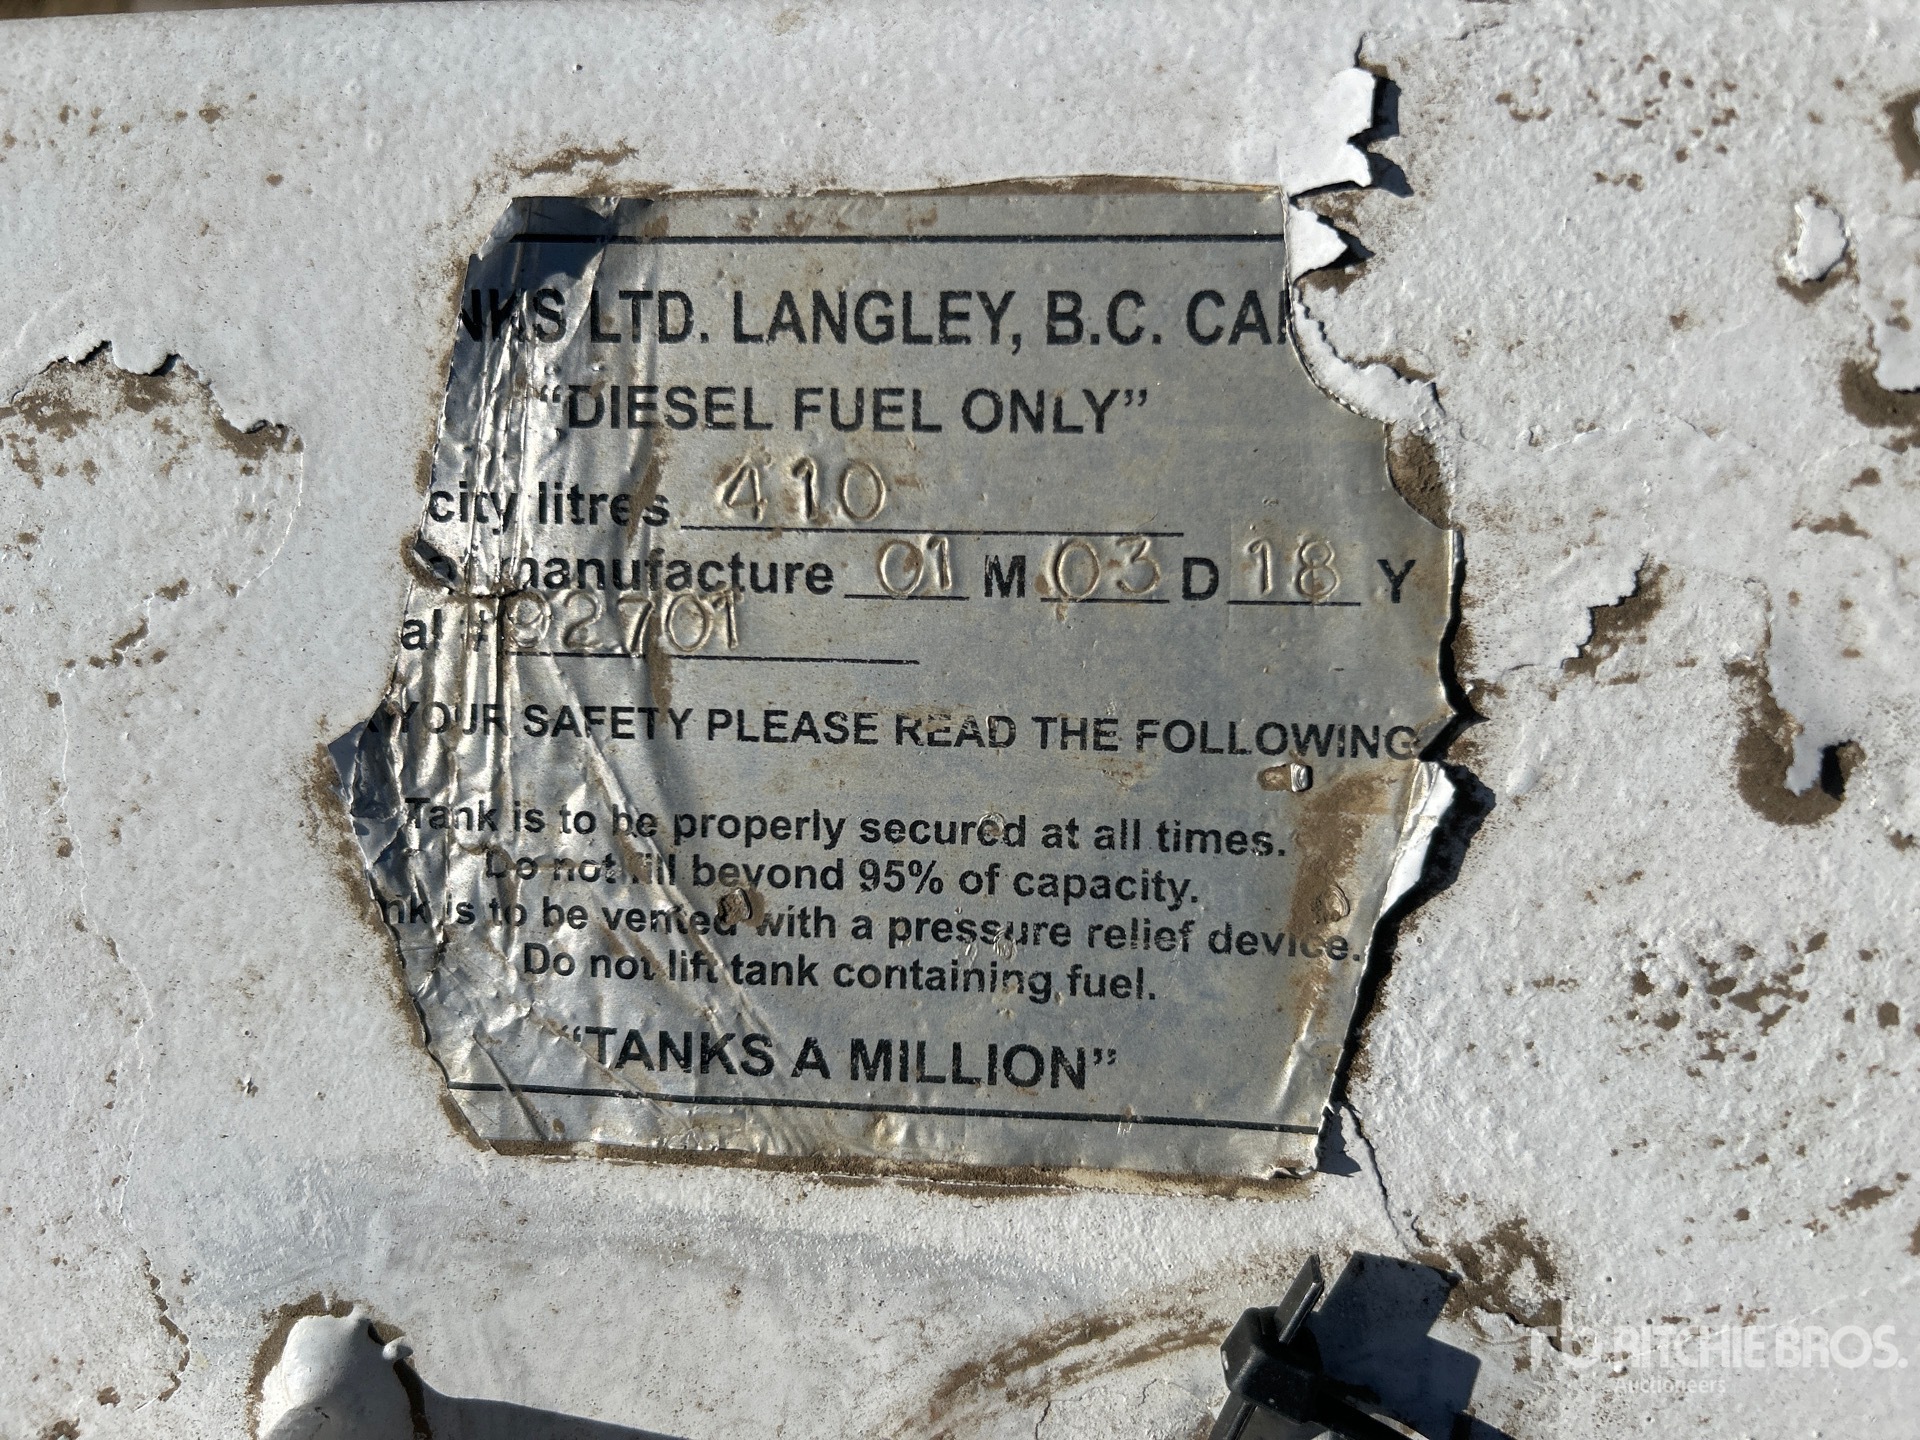 NKS LTD. LANGLEY, B.C. CAN
“DIESEL FUEL ONLY”
city litres 410
manufacture 01 M 03 D 18 Y
al # 92701
YOUR SAFETY PLEASE READ THE FOLLOWING
Tank is to be properly secured at all times.
Do not fill beyond 95% of capacity.
nk is to be vented with a pressure relief device.
Do not lift tank containing fuel.
“TANKS A MILLION”
RITCHIE BROS.
Auctioneers